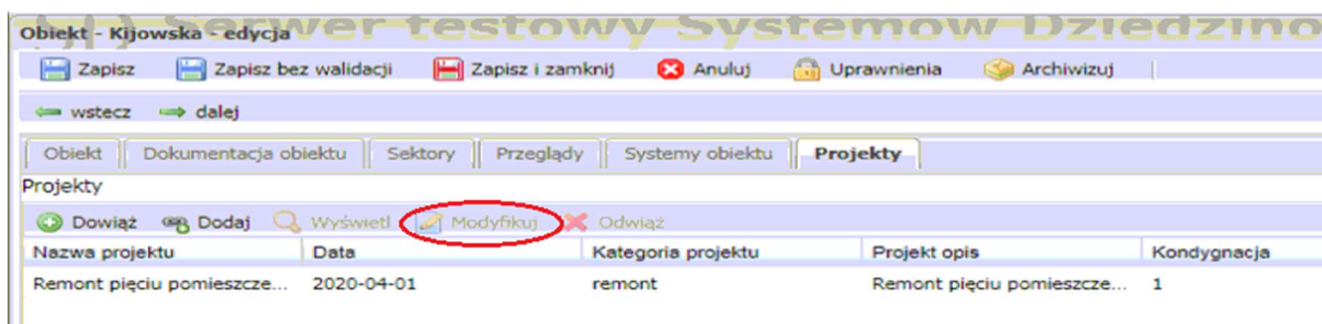 Serwer testowy Systemów Dziedzino
Obiekt - Kijowska - edycja
Zapisz Zapisz bez walidacji Zapisz i zamknij Anuluj Uprawnienia Archiwizuj
wstecz dalej
Obiekt Dokumentacja obiektu Sektory Przeglądy Systemy obiektu Projekty
Projekty
Dowiąż Dodaj Wyświetl Modyfikuj Odwiąż
Nazwa projektu Data Kategoria projektu Projekt opis Kondygnacja
Remont pięciu pomieszcze... 2020-04-01 remont Remont pięciu pomieszcze... 1